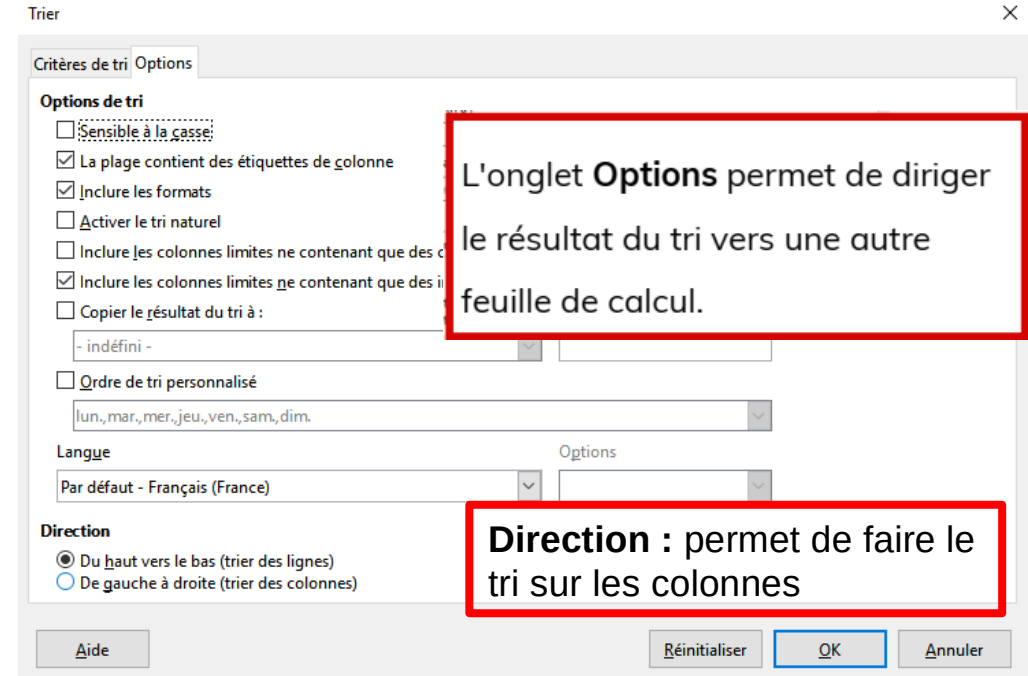 Trier
Critères de tri Options
Options de tri
Sensible à la casse
La plage contient des étiquettes de colonne
Inclure les formats
Activer le tri naturel
Inclure les colonnes limites ne contenant que des
Inclure les colonnes limites ne contenant que des
Copier le résultat du tri à :
- indéfini -
L'onglet Options permet de diriger
le résultat du tri vers une autre
feuille de calcul.
Ordre de tri personnalisé
lun.,mar.,mer.,jeu.,ven.,sam.,dim.
Langue Options
Par défaut - Français (France)
Direction
Du haut vers le bas (trier des lignes)
De gauche à droite (trier des colonnes)
Direction : permet de faire le
tri sur les colonnes
Aide Réinitialiser OK Annuler